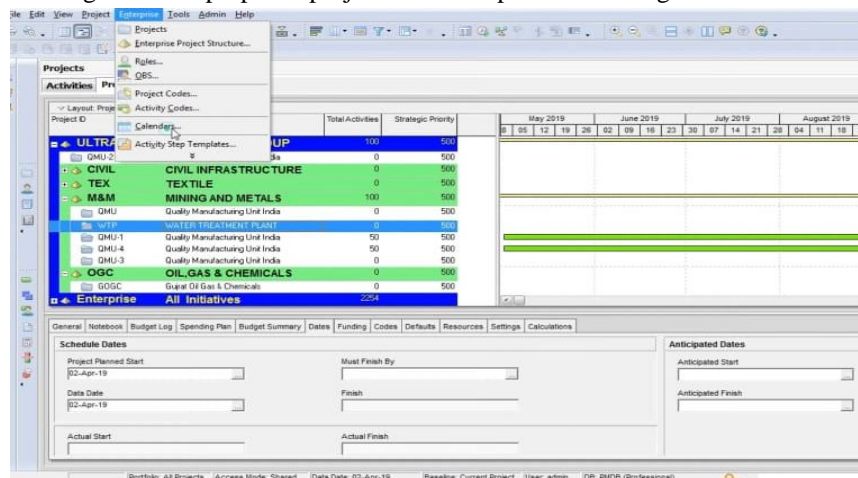 File Edit View Project Enterprise Tools Admin Help
Projects
Enterprise Project Structure...
Roles...
OBS...
Project Codes...
Activity Codes...
Calendars...
Activity Step Templates...
Projects
Activities
Layout: Proje
Project ID Total Activities Strategic Priority May 2019 June 2019 July 2019 August 2019
05 12 19 26 02 09 16 23 30 07 14 21 28 04 11 18
ULTRA UP 100 500
QMU-2 dia 0 500
CIVIL CIVIL INFRASTRUCTURE 0 500
TEX TEXTILE 0 500
M&M MINING AND METALS 100 500
QMU Quality Manufacturing Unit India 0 500
WTP WATER TREATMENT PLANT 0 500
QMU-1 Quality Manufacturing Unit India 50 500
QMU-4 Quality Manufacturing Unit India 50 500
QMU-3 Quality Manufacturing Unit India 0 500
OGC OIL,GAS & CHEMICALS 0 500
GOGC Gujrat Oil Gas & Chemicals 0 500
Enterprise All Initiatives 2254
General Notebook Budget Log Spending Plan Budget Summary Dates Funding Codes Defaults Resources Settings Calculations
Schedule Dates Anticipated Dates
Project Planned Start Must Finish By Anticipated Start
02-Apr-19
Data Date Finish Anticipated Finish
02-Apr-19
Actual Start Actual Finish
Portfolio: All Projects Access Mode: Shared Data Date: 02-Apr-19 Baseline: Current Project User: admin DB: PMDB (Professional)